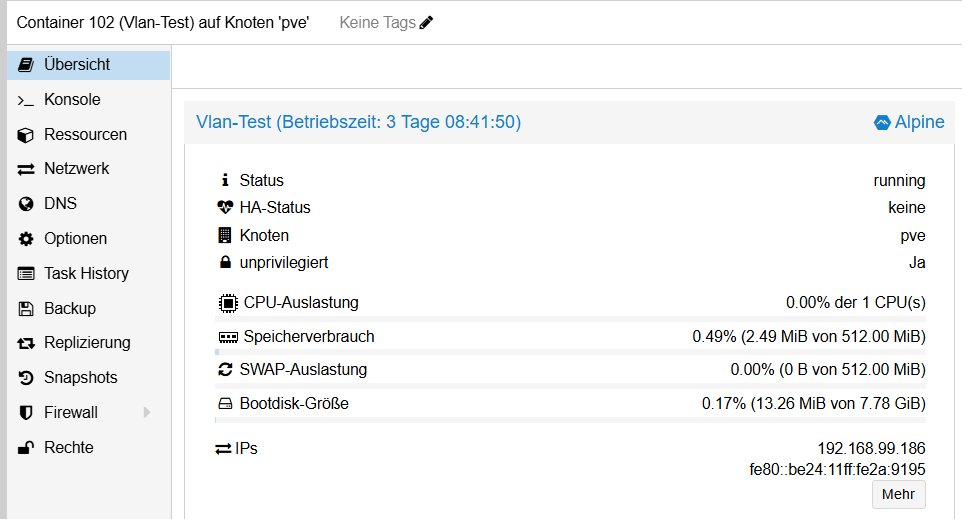 Container 102 (Vlan-Test) auf Knoten 'pve' Keine Tags
Übersicht
Konsole
Ressourcen
Netzwerk
DNS
Optionen
Task History
Backup
Replizierung
Snapshots
Firewall
Rechte
Vlan-Test (Betriebszeit: 3 Tage 08:41:50) Alpine
Status running
HA-Status keine
Knoten pve
unprivilegiert Ja
CPU-Auslastung 0.00% der 1 CPU(s)
Speicherverbrauch 0.49% (2.49 MiB von 512.00 MiB)
SWAP-Auslastung 0.00% (0 B von 512.00 MiB)
Bootdisk-Größe 0.17% (13.26 MiB von 7.78 GiB)
IPs 192.168.99.186
fe80::be24:11ff:fe2a:9195
Mehr